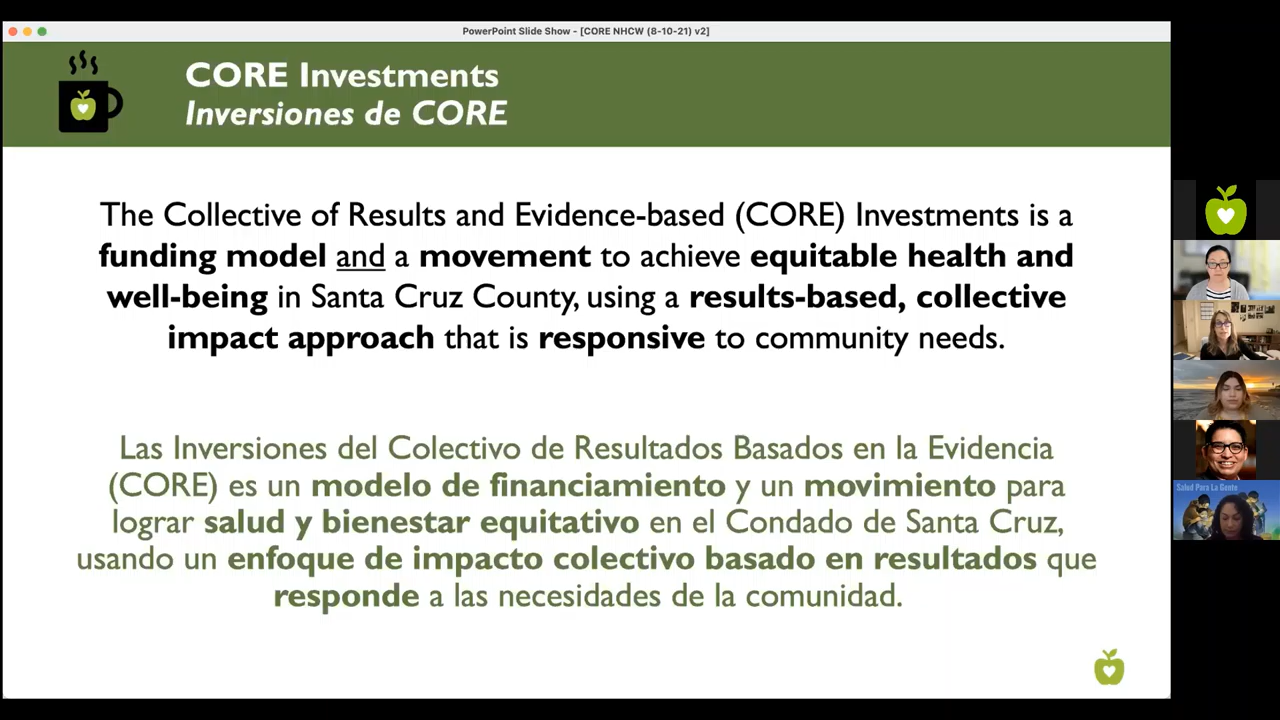 PowerPoint Slide Show - [CORE NHCW (8-10-21) v2]
CORE Investments
Inversiones de CORE
The Collective of Results and Evidence-based (CORE) Investments is a
funding model and a movement to achieve equitable health and
well-being in Santa Cruz County, using a results-based, collective
impact approach that is responsive to community needs.
Las Inversiones del Colectivo de Resultados Basados en la Evidencia
(CORE) es un modelo de financiamiento y un movimiento para
lograr salud y bienestar equitativo en el Condado de Santa Cruz,
usando un enfoque de impacto colectivo basado en resultados que
responde a las necesidades de la comunidad.
Salud Para La Gente